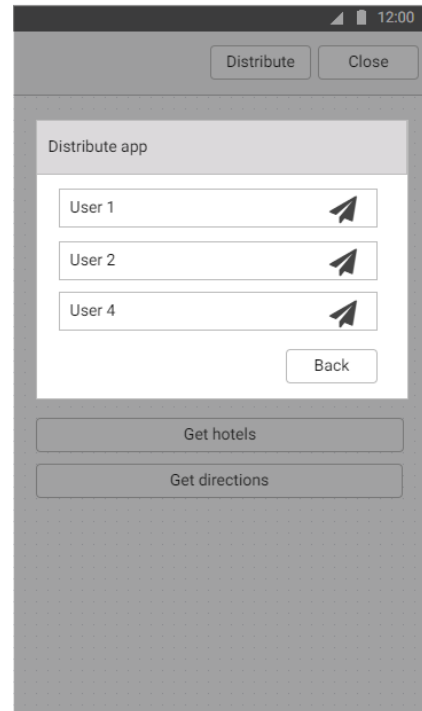 12:00
Distribute Close
Distribute app
User 1
User 2
User 4
Back
Get hotels
Get directions